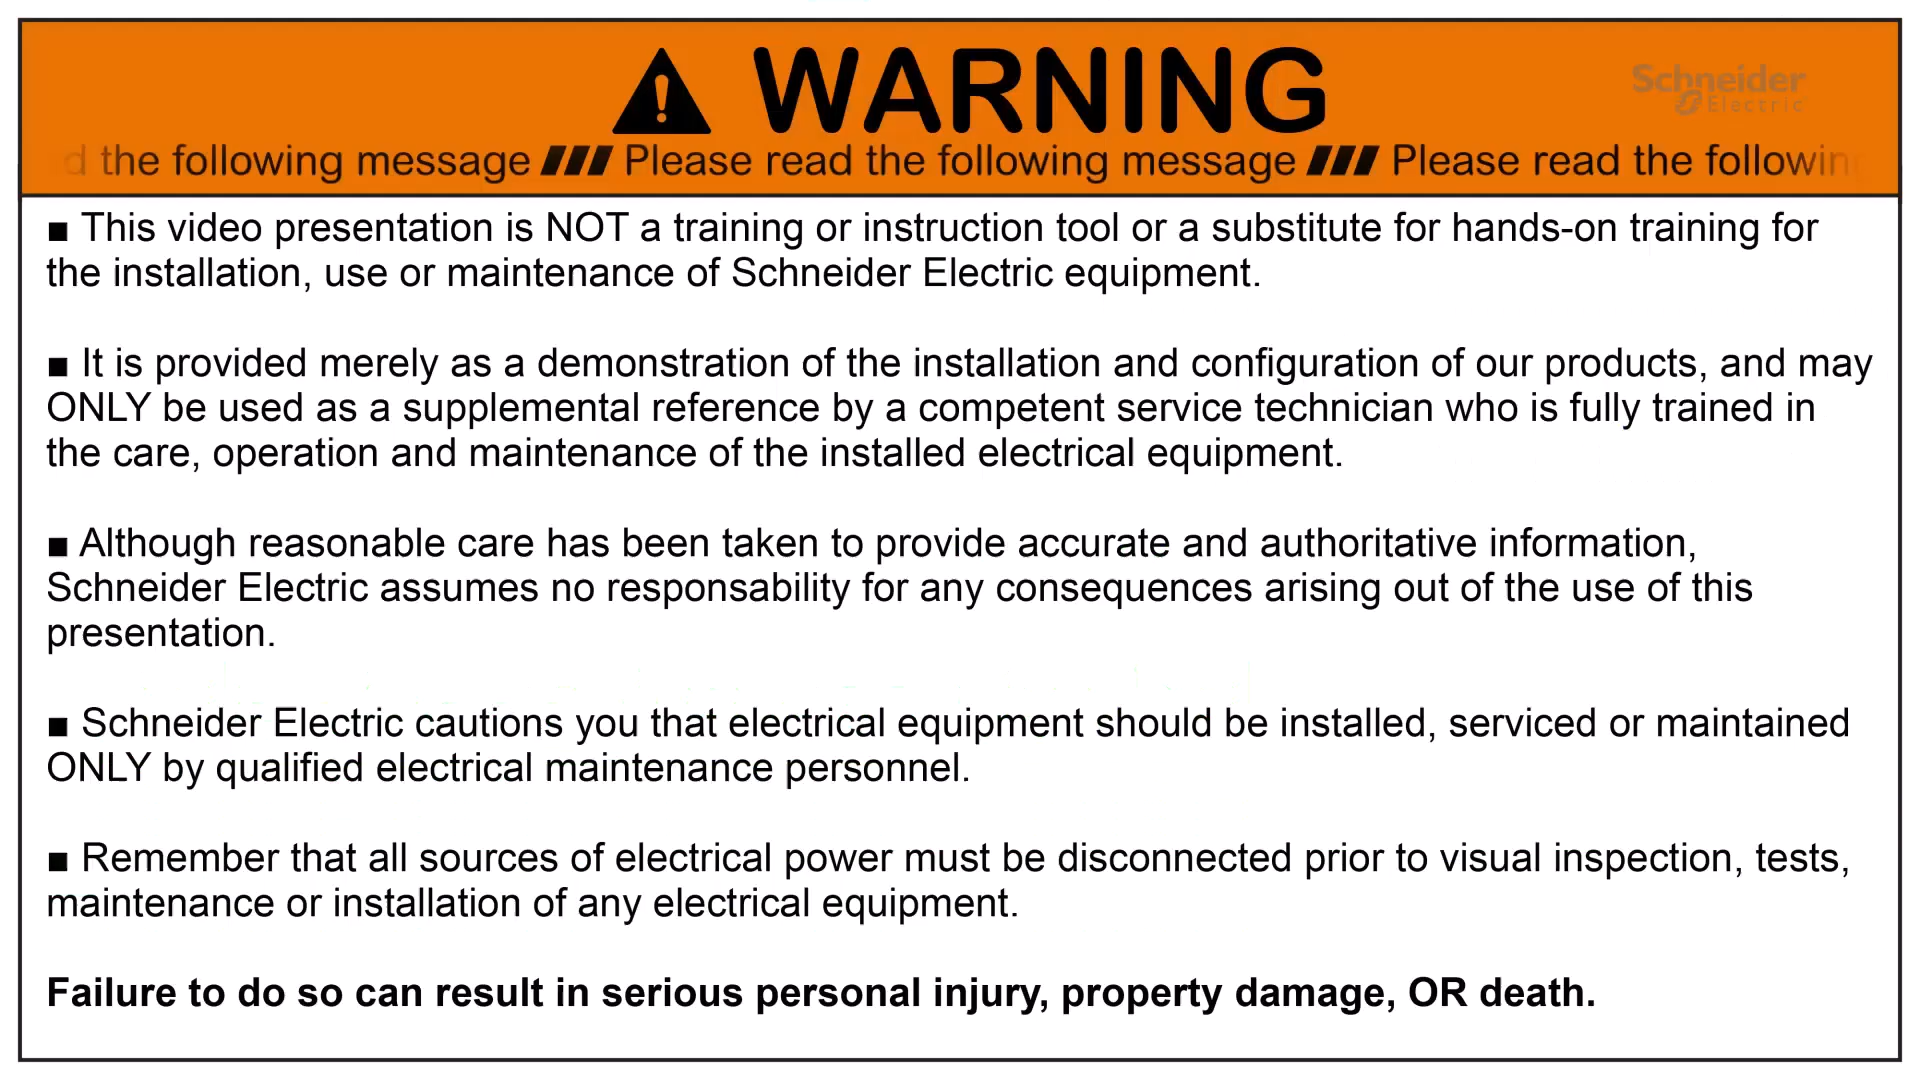 WARNING
Schneider
Electric
d the following message /// Please read the following message /// Please read the followin
■ This video presentation is NOT a training or instruction tool or a substitute for hands-on training for
the installation, use or maintenance of Schneider Electric equipment.
■ It is provided merely as a demonstration of the installation and configuration of our products, and may
ONLY be used as a supplemental reference by a competent service technician who is fully trained in
the care, operation and maintenance of the installed electrical equipment.
■ Although reasonable care has been taken to provide accurate and authoritative information,
Schneider Electric assumes no responsability for any consequences arising out of the use of this
presentation.
■ Schneider Electric cautions you that electrical equipment should be installed, serviced or maintained
ONLY by qualified electrical maintenance personnel.
■ Remember that all sources of electrical power must be disconnected prior to visual inspection, tests,
maintenance or installation of any electrical equipment.
Failure to do so can result in serious personal injury, property damage, OR death.